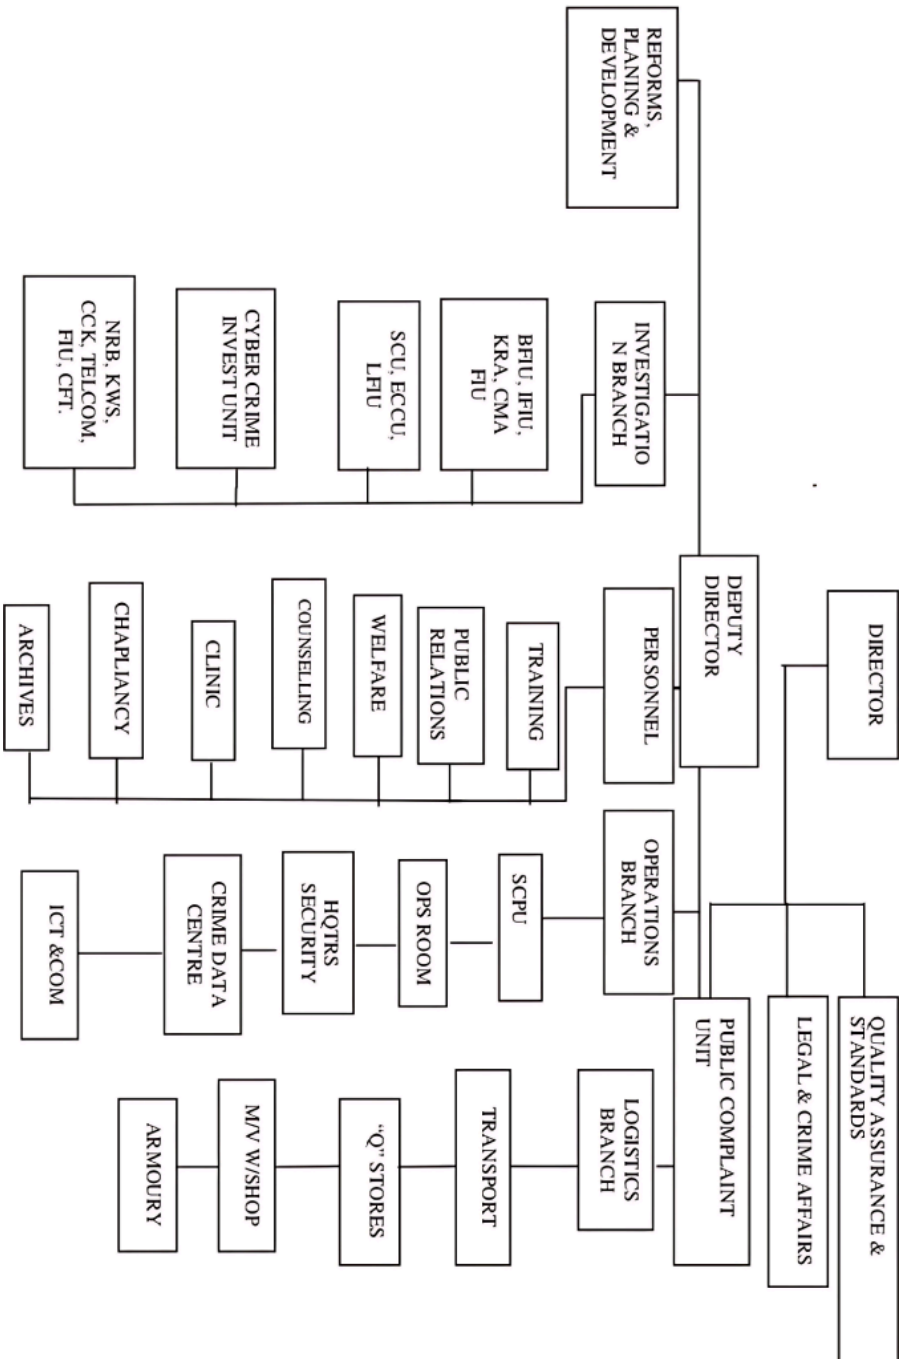 DIRECTOR
QUALITY ASSURANCE &
STANDARDS
LEGAL & CRIME AFFAIRS
PUBLIC COMPLAINT
UNIT
DEPUTY
DIRECTOR
REFORMS,
PLANING &
DEVELOPMENT
INVESTIGATIO
N BRANCH
BFIU, IFIU,
KRA, CMA
FIU
SCU, ECCU,
LFIU
CYBER CRIME
INVEST UNIT
NRB, KWS,
CCK, TELCOM,
FIU, CFT.
PERSONNEL
TRAINING
PUBLIC
RELATIONS
WELFARE
COUNSELLING
CLINIC
CHAPLIANCY
ARCHIVES
OPERATIONS
BRANCH
SCPU
OPS ROOM
HQTRS
SECURITY
CRIME DATA
CENTRE
ICT &COM
LOGISTICS
BRANCH
TRANSPORT
“Q” STORES
M/V W/SHOP
ARMOURY